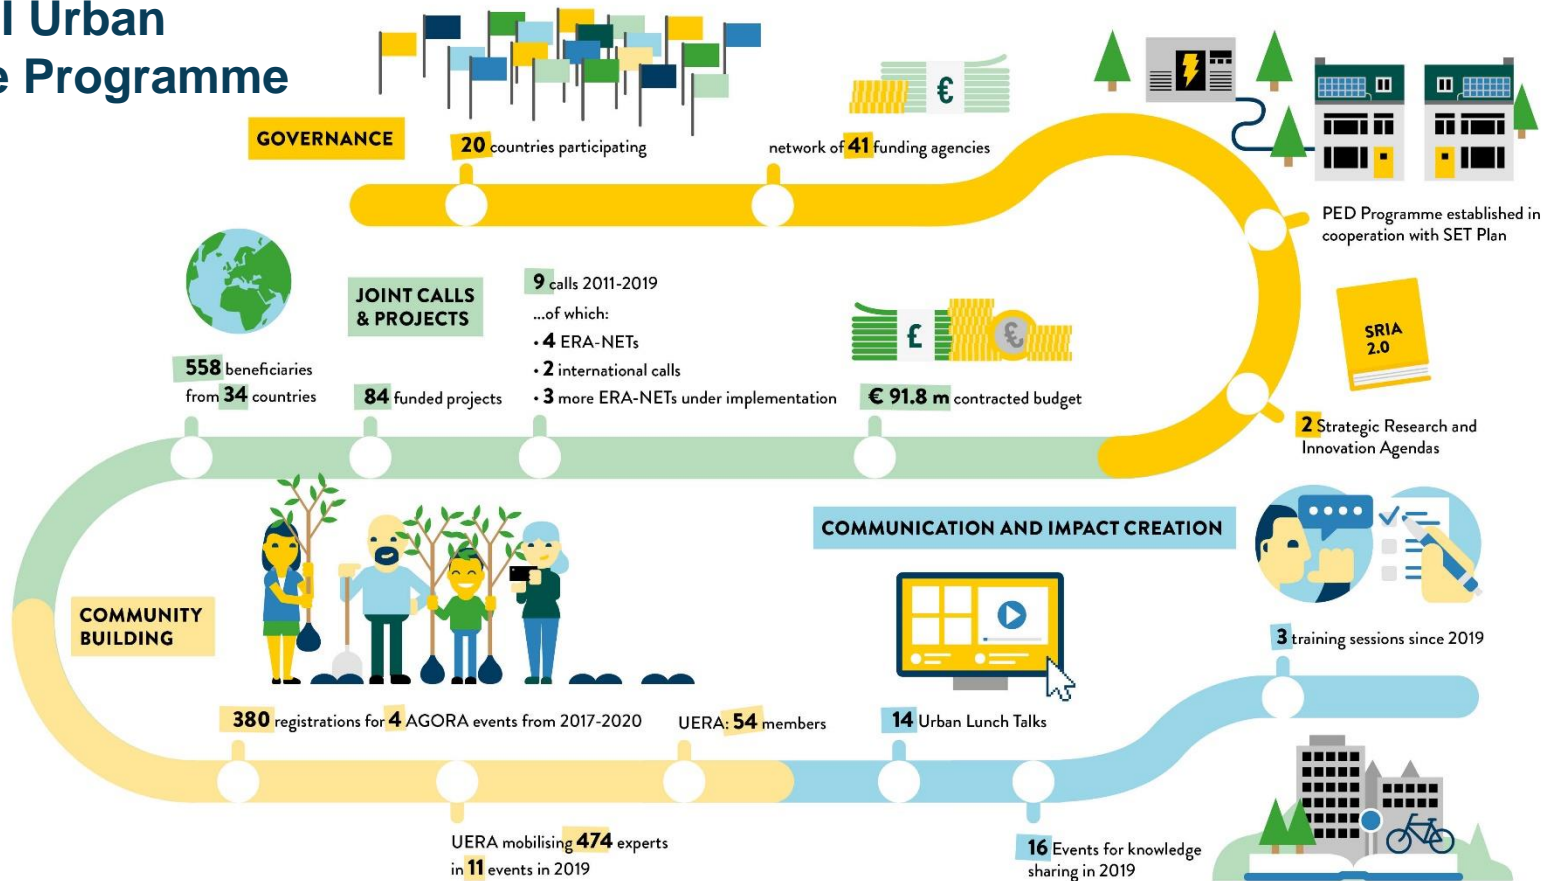 l Urban
e Programme
GOVERNANCE
20 countries participating
network of 41 funding agencies
€
PED Programme established in
cooperation with SET Plan
SRIA
2.0
2 Strategic Research and
Innovation Agendas
JOINT CALLS
& PROJECTS
9 calls 2011-2019
...of which:
• 4 ERA-NETs
• 2 international calls
• 3 more ERA-NETs under implementation
£
€
€ 91.8 m contracted budget
84 funded projects
558 beneficiaries
from 34 countries
COMMUNITY
BUILDING
380 registrations for 4 AGORA events from 2017-2020
UERA mobilising 474 experts
in 11 events in 2019
UERA: 54 members
COMMUNICATION AND IMPACT CREATION
14 Urban Lunch Talks
16 Events for knowledge
sharing in 2019
3 training sessions since 2019